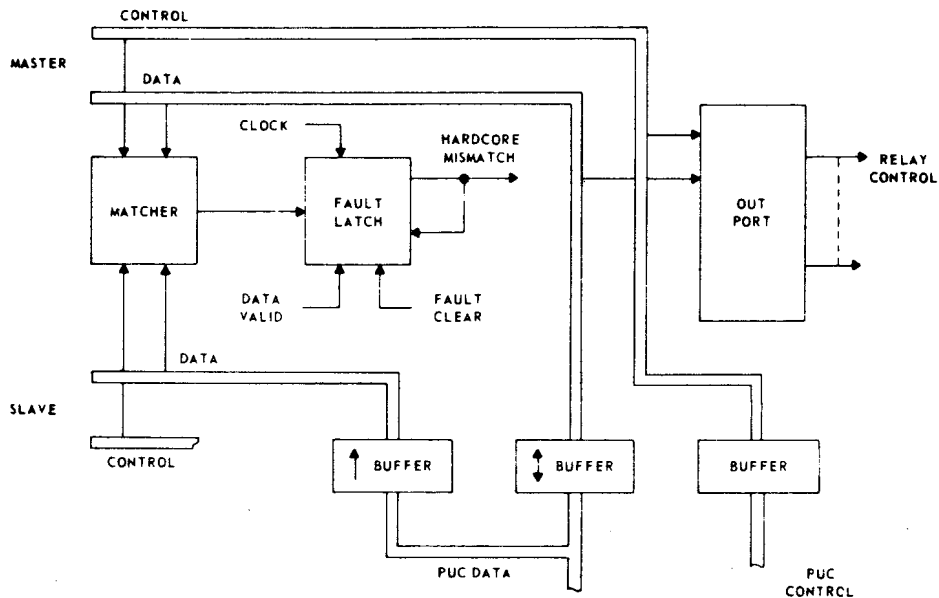 CONTROL
MASTER
DATA
CLOCK
HARDCORE
MISMATCH
MATCHER
FAULT
LATCH
OUT
PORT
RELAY
CONTROL
DATA
VALID
FAULT
CLEAR
DATA
SLAVE
CONTROL
BUFFER
BUFFER
BUFFER
PUC DATA
PUC
CONTROL